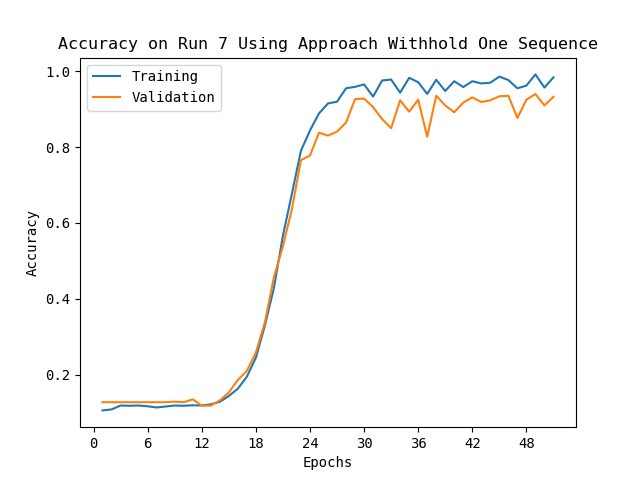 Accuracy on Run 7 Using Approach Withhold One Sequence
Training
Validation
1.0
0.8
0.6
0.4
0.2
Accuracy
0 6 12 18 24 30 36 42 48
Epochs